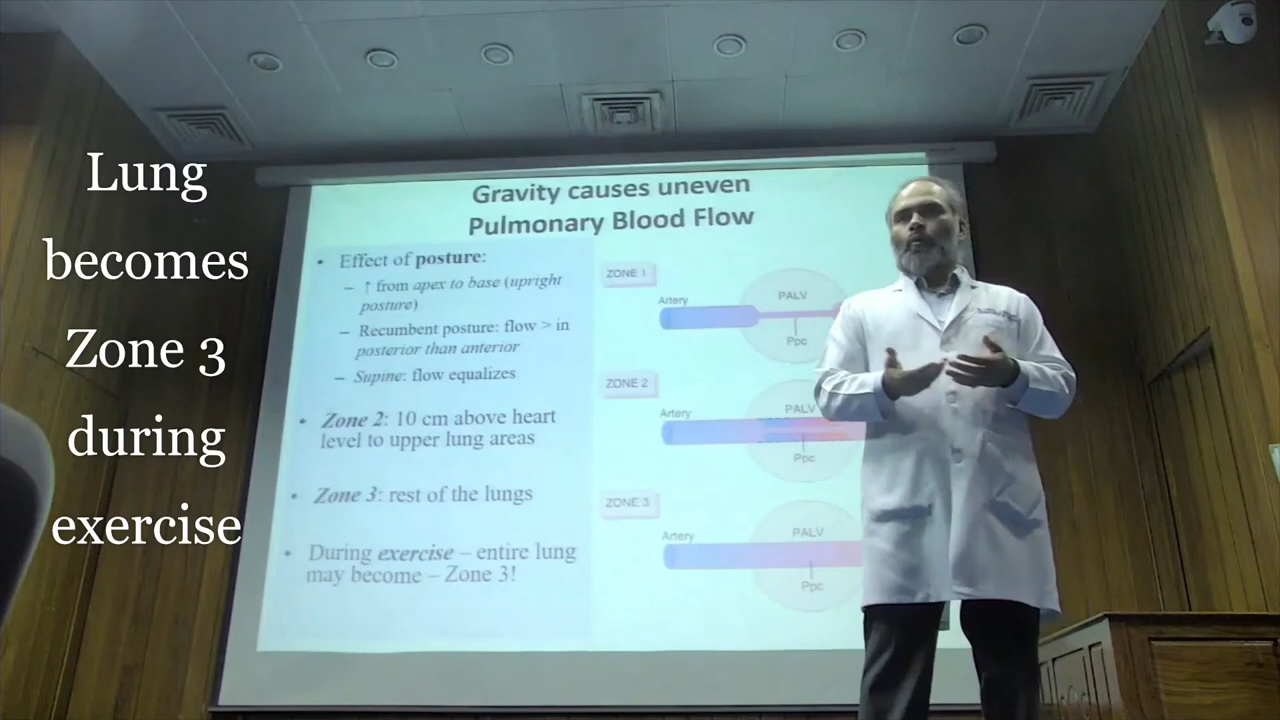 Lung
becomes
Zone 3
during
exercise
Gravity causes uneven
Pulmonary Blood Flow
• Effect of posture:
– ↑ from apex to base (upright
posture)
– Recumbent posture: flow > in
posterior than anterior
– Supine: flow equalizes
• Zone 2: 10 cm above heart
level to upper lung areas
• Zone 3: rest of the lungs
• During exercise – entire lung
may become – Zone 3!
ZONE 1
Artery
PALV
Ppc
ZONE 2
Artery
PALV
Ppc
ZONE 3
Artery
PALV
Ppc